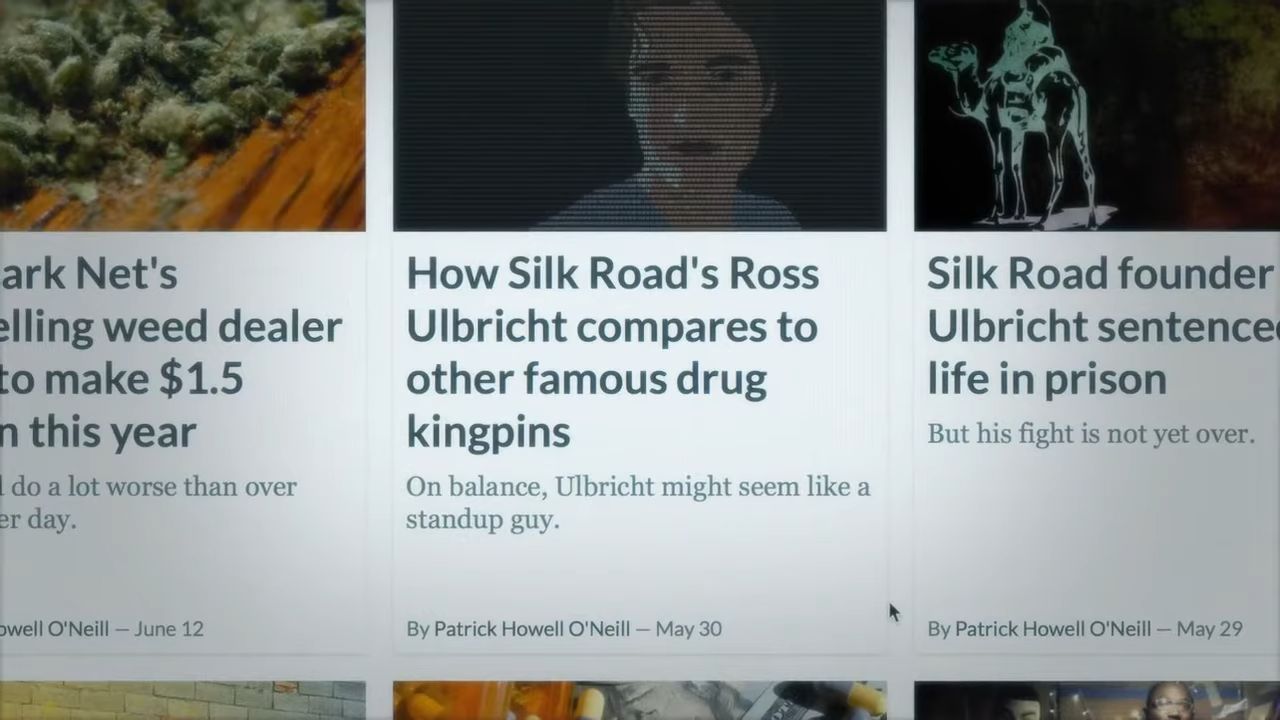 ark Net's
elling weed dealer
to make $1.5
n this year
do a lot worse than over
er day.
owell O'Neill — June 12
How Silk Road's Ross
Ulbricht compares to
other famous drug
kingpins
On balance, Ulbricht might seem like a
standup guy.
By Patrick Howell O'Neill — May 30
Silk Road founder
Ulbricht sentenced
life in prison
But his fight is not yet over.
By Patrick Howell O'Neill — May 29